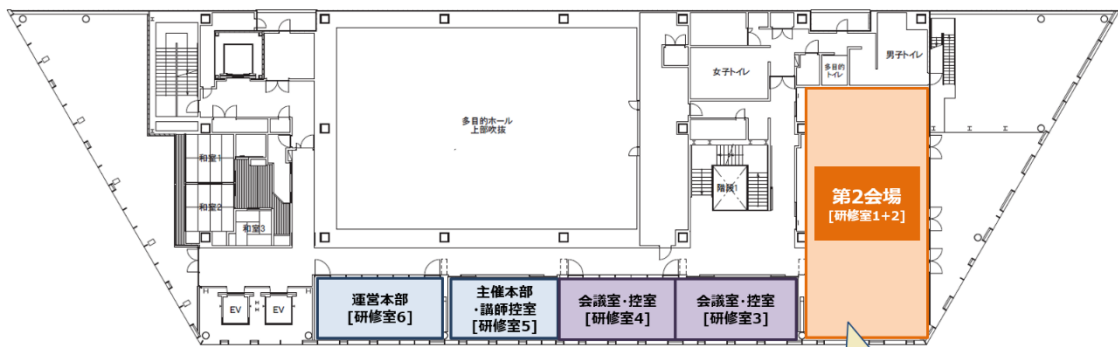 女子トイレ
多目的
トイレ
男子トイレ
多目的ホール
上部吹抜
和室1
和室2
和室3
階段1
第2会場
[研修室1+2]
EV
EV
運営本部
[研修室6]
主催本部
・講師控室
[研修室5]
会議室・控室
[研修室4]
会議室・控室
[研修室3]